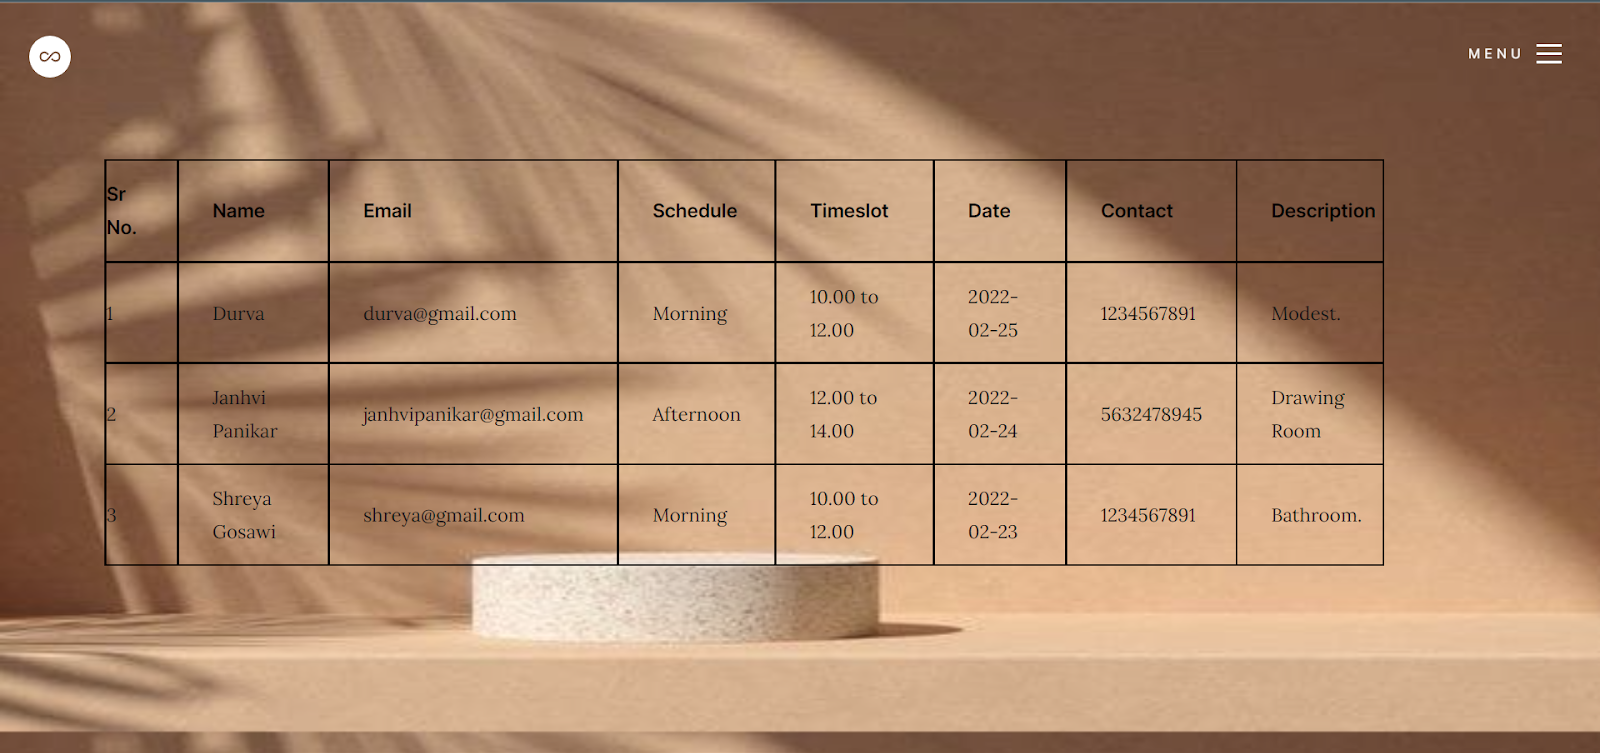 MENU
Sr No. Name Email Schedule Timeslot Date Contact Description
1 Durva durva@gmail.com Morning 10.00 to 12.00 2022-02-25 1234567891 Modest.
2 Janhvi Panikar janhvipanikar@gmail.com Afternoon 12.00 to 14.00 2022-02-24 5632478945 Drawing Room
3 Shreya Gosawi shreya@gmail.com Morning 10.00 to 12.00 2022-02-23 1234567891 Bathroom.